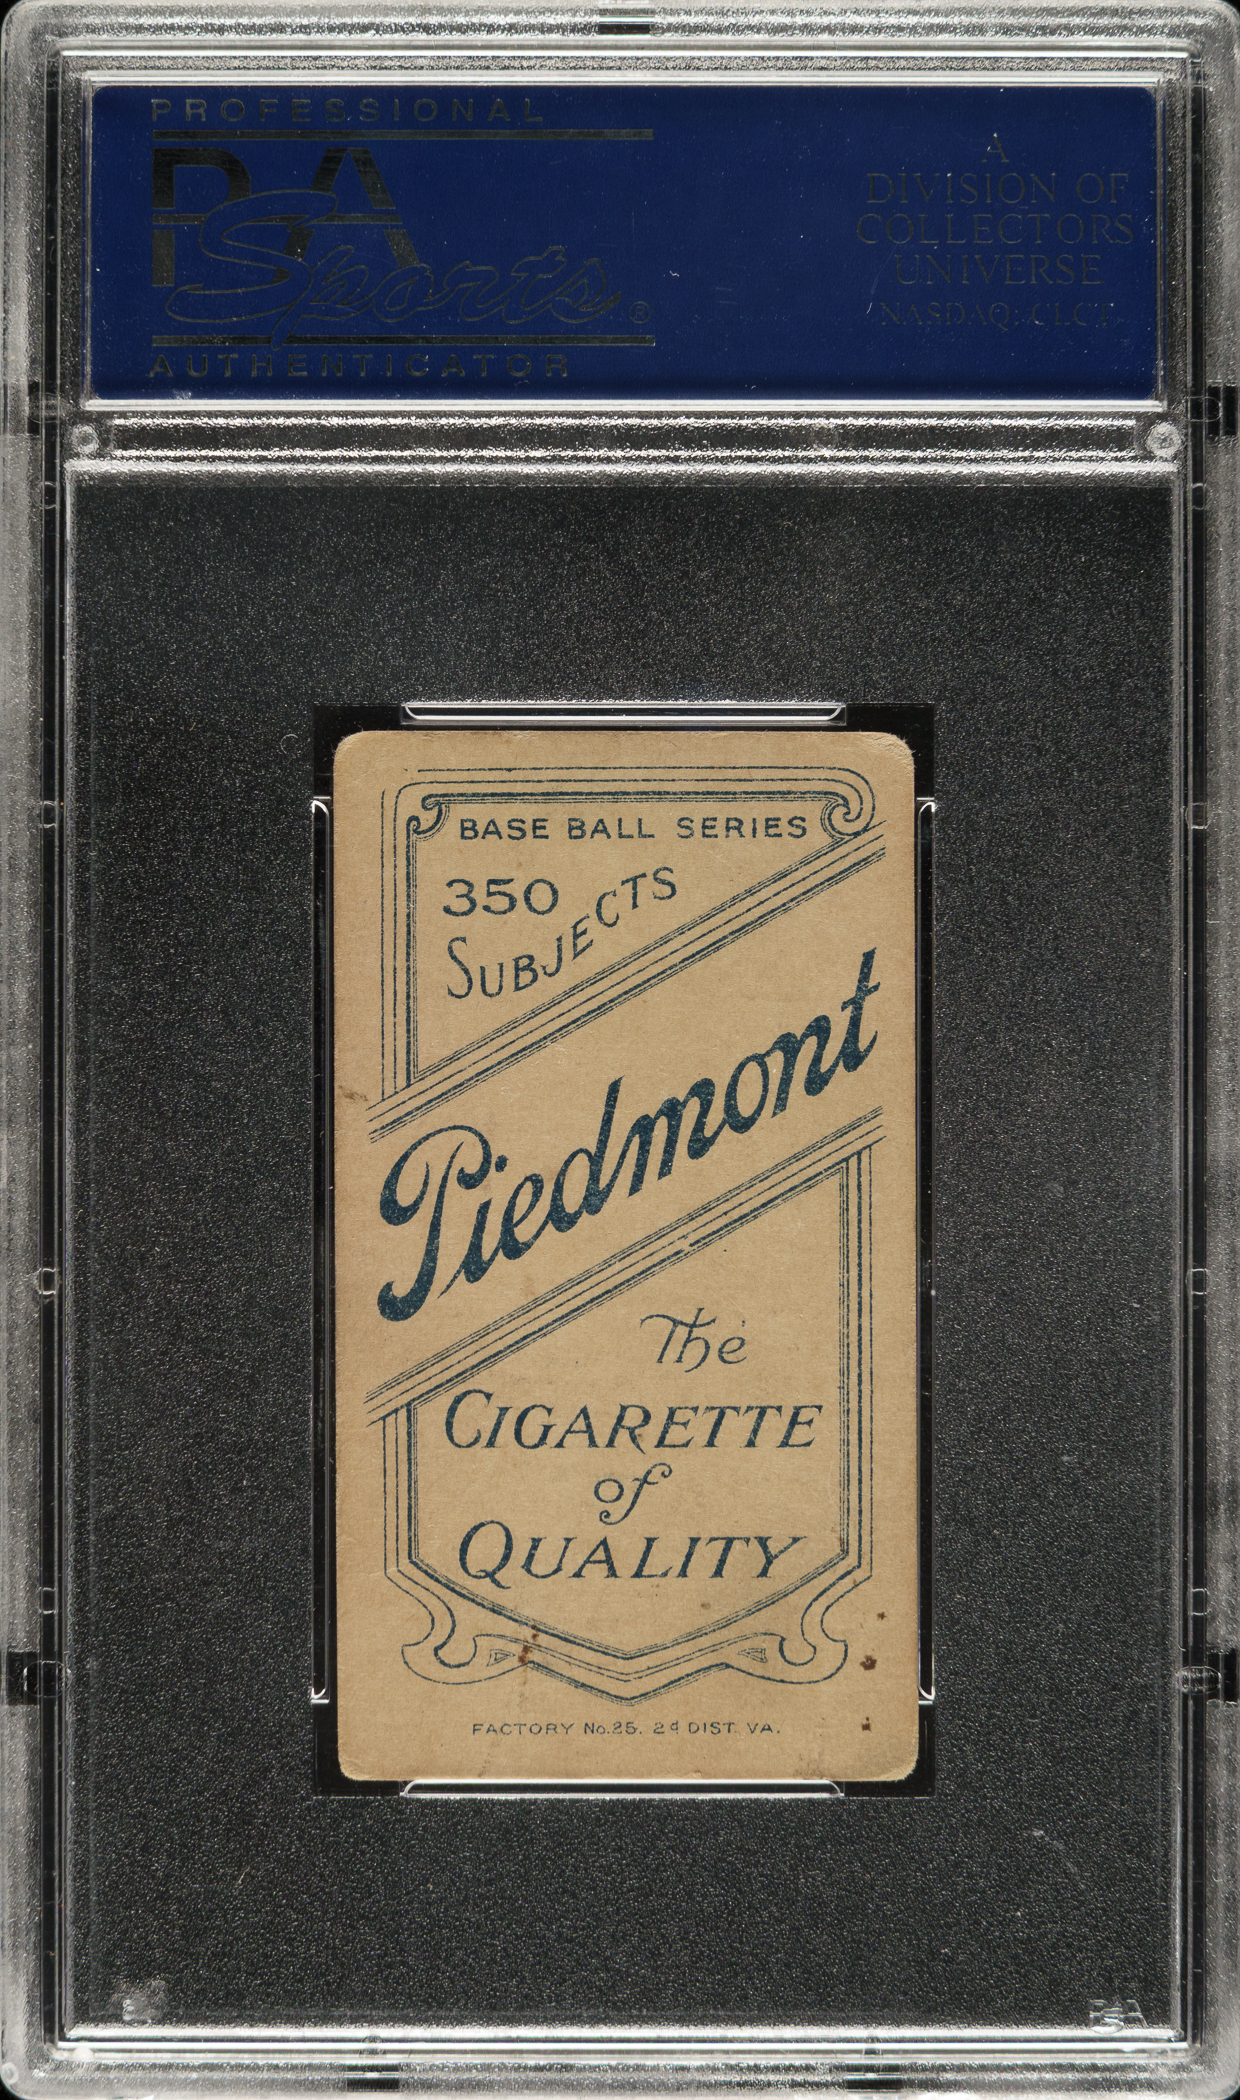 PROFESSIONAL
PSA
Sports®
AUTHENTICATOR
A
DIVISION OF
COLLECTORS
UNIVERSE
NASDAQ: CLCT
BASE BALL SERIES
350
SUBJECTS
Piedmont
The
CIGARETTE
of
QUALITY
FACTORY No. 25. 2d DIST. VA.
PSA